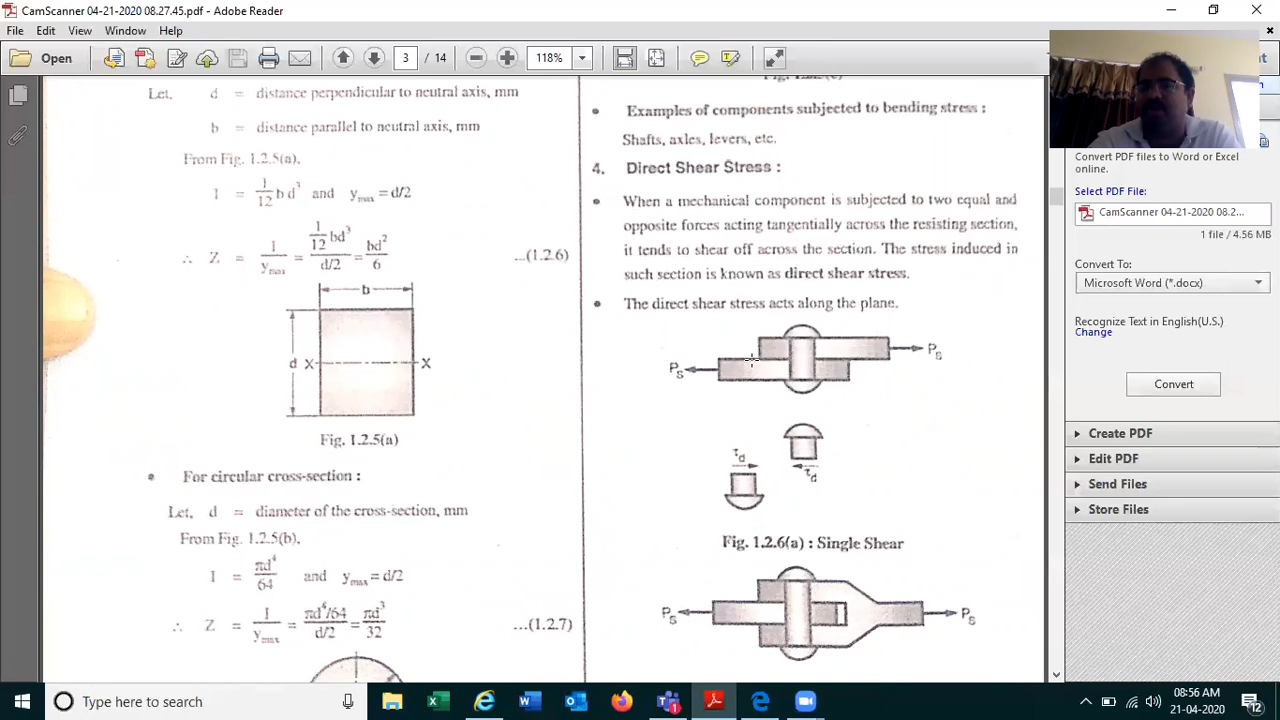 CamScanner 04-21-2020 08.27.45.pdf - Adobe Reader
File Edit View Window Help
Open
3 / 14
118%
Let, d = distance perpendicular to neutral axis, mm
b = distance parallel to neutral axis, mm
From Fig. 1.2.5(a),
I = 1/12 b d³ and yₘₐₓ = d/2
∴ Z = I/yₘₐₓ = (1/12 bd³)/(d/2) = bd²/6 ...(1.2.6)
b
d X X
Fig. 1.2.5(a)
• For circular cross-section :
Let, d = diameter of the cross-section, mm
From Fig. 1.2.5(b),
I = πd⁴/64 and yₘₐₓ = d/2
∴ Z = I/yₘₐₓ = (πd⁴/64)/(d/2) = πd³/32 ...(1.2.7)
• Examples of components subjected to bending stress :
Shafts, axles, levers, etc.
4. Direct Shear Stress :
• When a mechanical component is subjected to two equal and
opposite forces acting tangentially across the resisting section,
it tends to shear off across the section. The stress induced in
such section is known as direct shear stress.
• The direct shear stress acts along the plane.
Pₛ
Pₛ
τd
τd
Fig. 1.2.6(a) : Single Shear
Pₛ Pₛ
Convert PDF files to Word or Excel
online.
Select PDF File:
CamScanner 04-21-2020 08.2...
1 file / 4.56 MB
Convert To:
Microsoft Word (*.docx)
Recognize Text in English(U.S.)
Change
Convert
Create PDF
Edit PDF
Send Files
Store Files
Type here to search
08:56 AM
21-04-2020
12